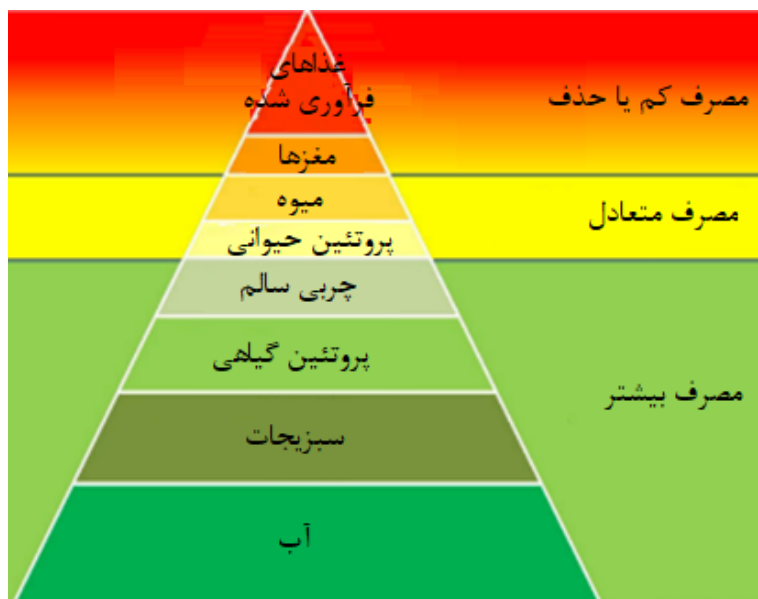 غذاهای
فرآوری شده
مصرف کم یا حذف
مغزها
میوه
مصرف متعادل
پروتئین حیوانی
چربی سالم
پروتئین گیاهی
مصرف بیشتر
سبزیجات
آب